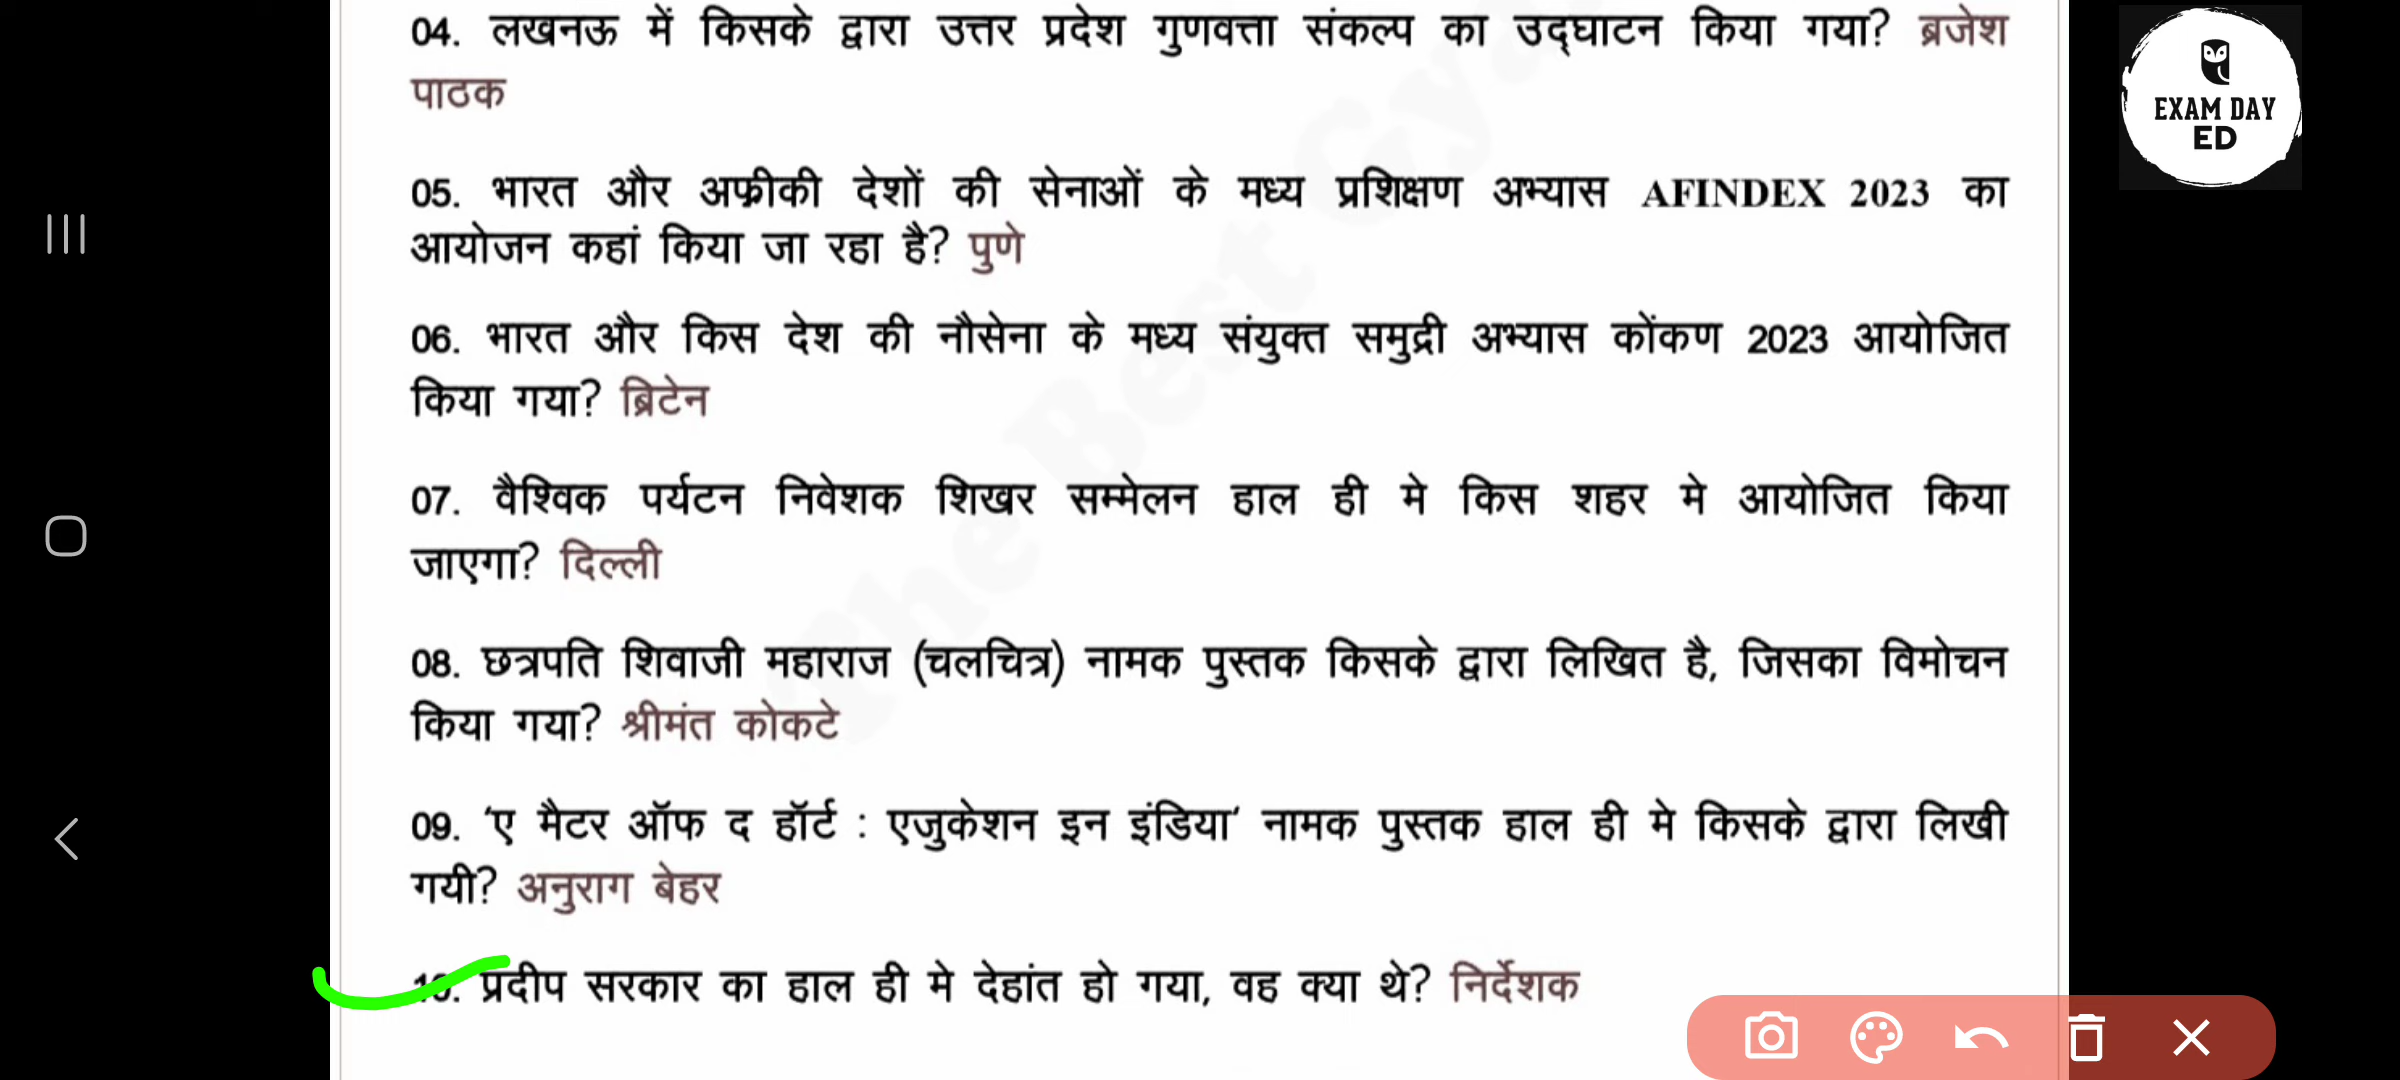 04. लखनऊ में किसके द्वारा उत्तर प्रदेश गुणवत्ता संकल्प का उद्घाटन किया गया? ब्रजेश
पाठक
05. भारत और अफ्रीकी देशों की सेनाओं के मध्य प्रशिक्षण अभ्यास AFINDEX 2023 का
आयोजन कहां किया जा रहा है? पुणे
06. भारत और किस देश की नौसेना के मध्य संयुक्त समुद्री अभ्यास कोंकण 2023 आयोजित
किया गया? ब्रिटेन
07. वैश्विक पर्यटन निवेशक शिखर सम्मेलन हाल ही मे किस शहर मे आयोजित किया
जाएगा? दिल्ली
08. छत्रपति शिवाजी महाराज (चलचित्र) नामक पुस्तक किसके द्वारा लिखित है, जिसका विमोचन
किया गया? श्रीमंत कोकटे
09. ‘ए मैटर ऑफ द हॉर्ट : एजुकेशन इन इंडिया’ नामक पुस्तक हाल ही मे किसके द्वारा लिखी
गयी? अनुराग बेहर
10. प्रदीप सरकार का हाल ही मे देहांत हो गया, वह क्या थे? निर्देशक
EXAM DAY
ED
The Best Gya